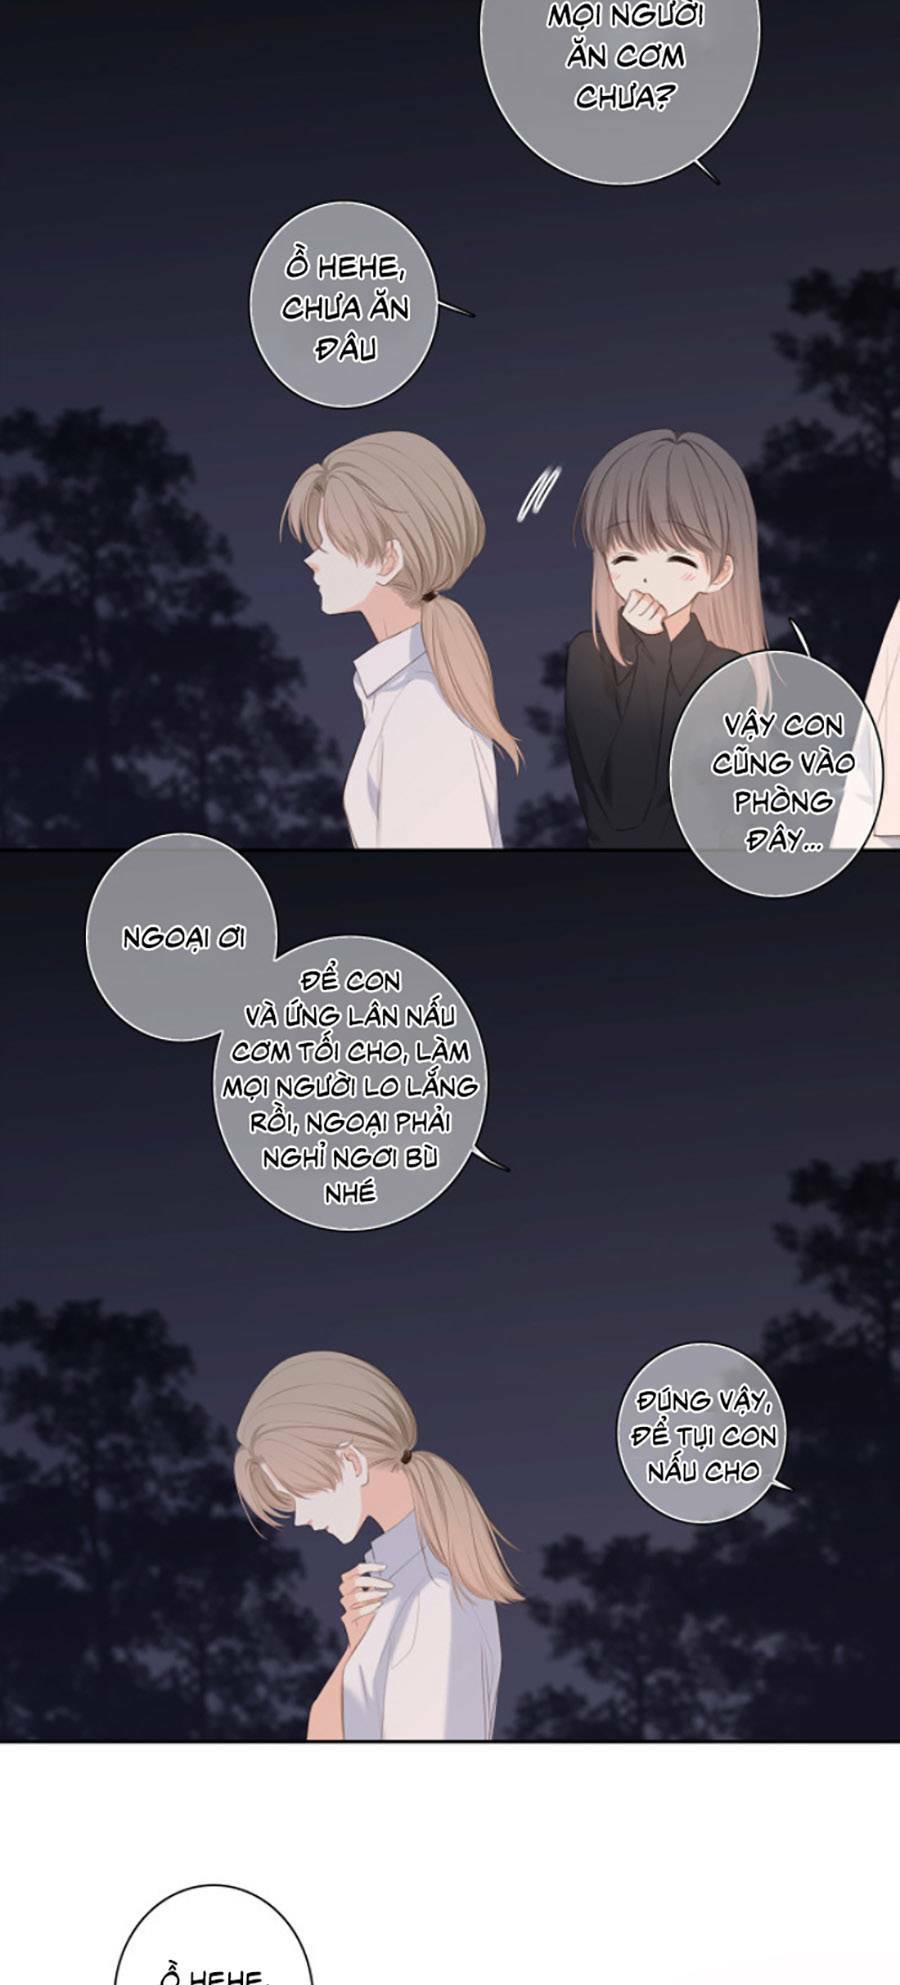 MỌI NGƯỜI
ĂN CƠM
CHƯA?
Ồ HEHE,
CHƯA ĂN
ĐÂU
VẬY CON
CŨNG VÀO
PHÒNG
ĐÂY...
NGOẠI ƠI
ĐỂ CON
VÀ ỨNG LÂN NẤU
CƠM TỐI CHO, LÀM
MỌI NGƯỜI LO LẮNG
RỒI, NGOẠI PHẢI
NGHỈ NGƠI BÙ
NHÉ
ĐÚNG VẬY,
ĐỂ TỤI CON
NẤU CHO
Ồ HEHE,